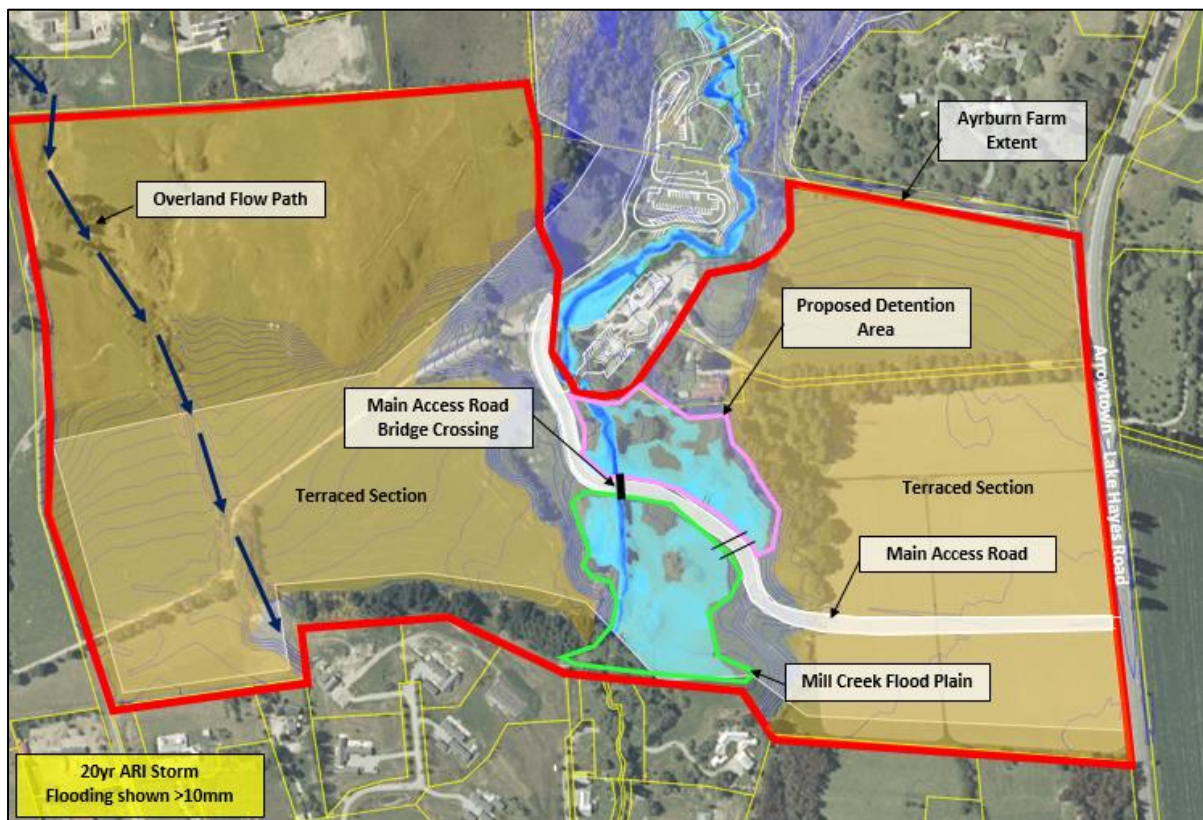 Ayrburn Farm
Extent
Overland Flow Path
Proposed Detention
Area
Main Access Road
Bridge Crossing
Terraced Section
Terraced Section
Arrowtown – Lake Hayes Road
Main Access Road
Mill Creek Flood Plain
20yr ARI Storm
Flooding shown >10mm